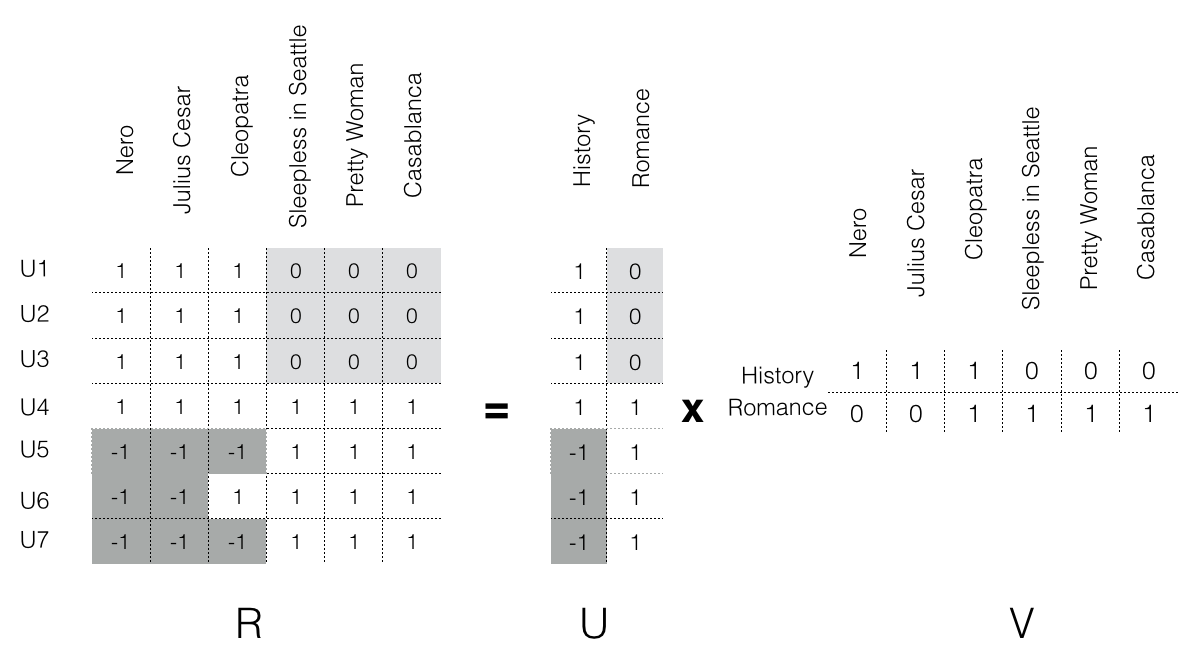 Nero Julius Cesar Cleopatra Sleepless in Seattle Pretty Woman Casablanca
U1 1 1 1 0 0 0
U2 1 1 1 0 0 0
U3 1 1 1 0 0 0
U4 1 1 1 1 1 1
U5 -1 -1 -1 1 1 1
U6 -1 -1 1 1 1 1
U7 -1 -1 -1 1 1 1
R
=
History Romance
1 0
1 0
1 0
1 1
-1 1
-1 1
-1 1
U
x
Nero Julius Cesar Cleopatra Sleepless in Seattle Pretty Woman Casablanca
History 1 1 1 0 0 0
Romance 0 0 1 1 1 1
V